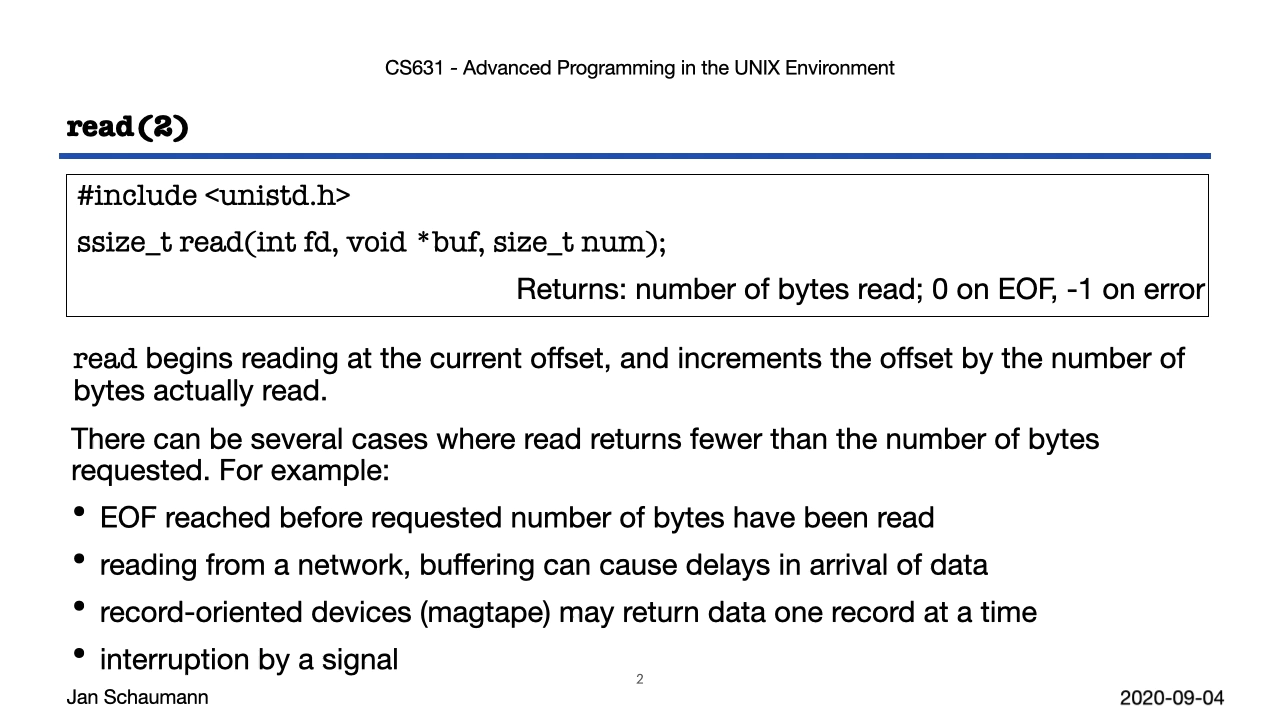 CS631 - Advanced Programming in the UNIX Environment
read(2)
#include <unistd.h>
ssize_t read(int fd, void *buf, size_t num);
Returns: number of bytes read; 0 on EOF, -1 on error
read begins reading at the current offset, and increments the offset by the number of
bytes actually read.
There can be several cases where read returns fewer than the number of bytes
requested. For example:
• EOF reached before requested number of bytes have been read
• reading from a network, buffering can cause delays in arrival of data
• record-oriented devices (magtape) may return data one record at a time
• interruption by a signal
2
Jan Schaumann
2020-09-04